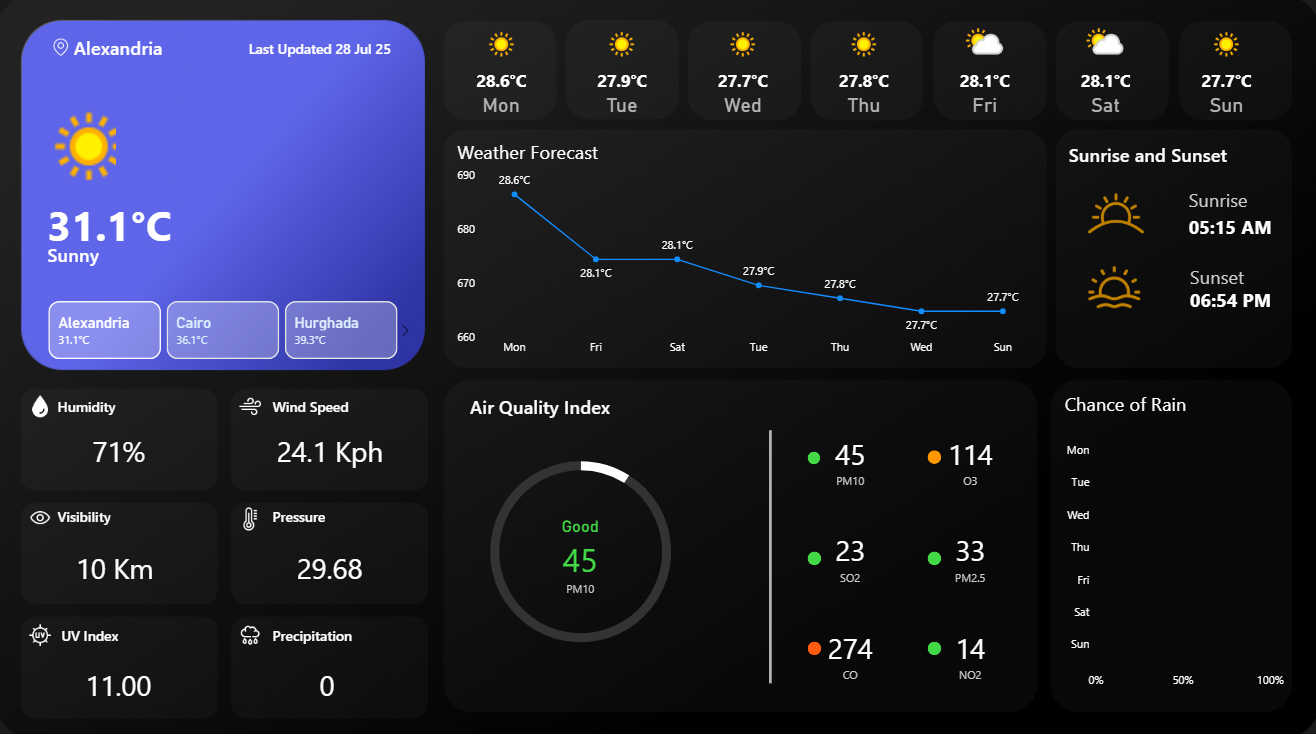 Alexandria
Last Updated 28 Jul 25
31.1°C
Sunny
Alexandria
31.1°C
Cairo
36.1°C
Hurghada
39.3°C
28.6°C
Mon
27.9°C
Tue
27.7°C
Wed
27.8°C
Thu
28.1°C
Fri
28.1°C
Sat
27.7°C
Sun
Weather Forecast
690
680
670
660
28.6°C
28.1°C
28.1°C
27.9°C
27.8°C
27.7°C
27.7°C
Mon Fri Sat Tue Thu Wed Sun
Sunrise and Sunset
Sunrise
05:15 AM
Sunset
06:54 PM
Humidity
71%
Wind Speed
24.1 Kph
Visibility
10 Km
Pressure
29.68
UV
UV Index
11.00
Precipitation
0
Air Quality Index
Good
45
PM10
45
PM10
114
O3
23
SO2
33
PM2.5
274
CO
14
NO2
Chance of Rain
Mon
Tue
Wed
Thu
Fri
Sat
Sun
0% 50% 100%